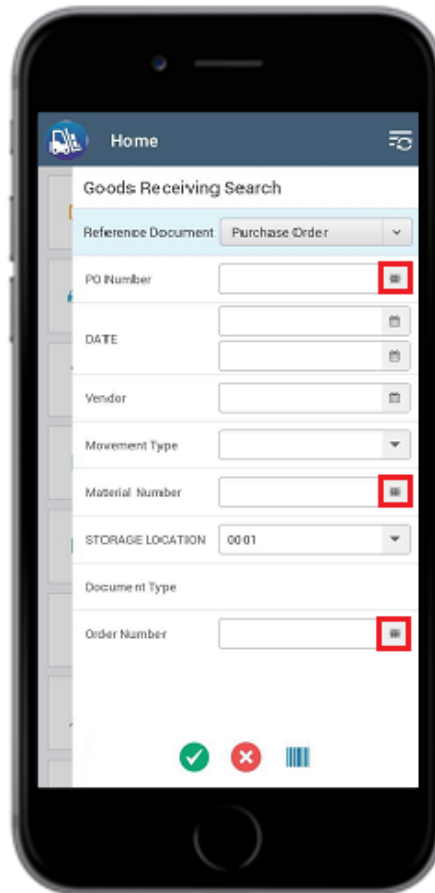 Home
Goods Receiving Search
Reference Document Purchase Order
PO Number
DATE
Vendor
Movement Type
Material Number
STORAGE LOCATION 0001
Document Type
Order Number